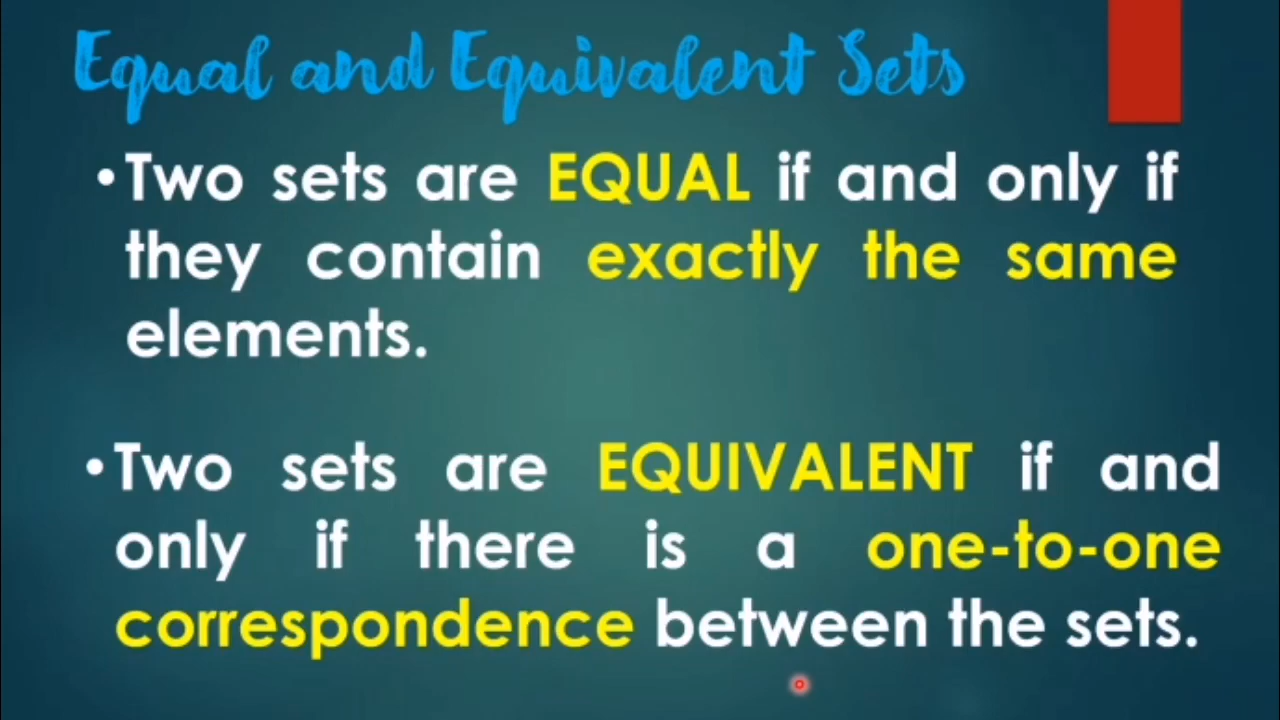 Equal and Equivalent Sets
•Two sets are EQUAL if and only if
they contain exactly the same
elements.
•Two sets are EQUIVALENT if and
only if there is a one-to-one
correspondence between the sets.